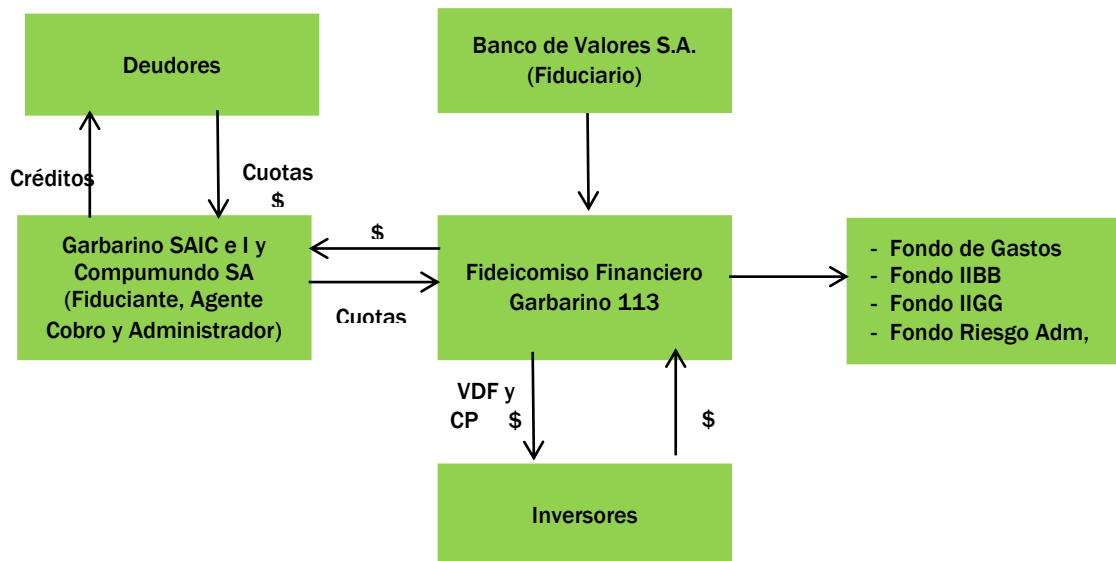 Deudores
Banco de Valores S.A.
(Fiduciario)
Créditos
Cuotas
$
Garbarino SAIC e I y
Compumundo SA
(Fiduciante, Agente
Cobro y Administrador)
$
Cuotas
Fideicomiso Financiero
Garbarino 113
- Fondo de Gastos
- Fondo IIBB
- Fondo IIGG
- Fondo Riesgo Adm,
VDF y
CP $
$
Inversores